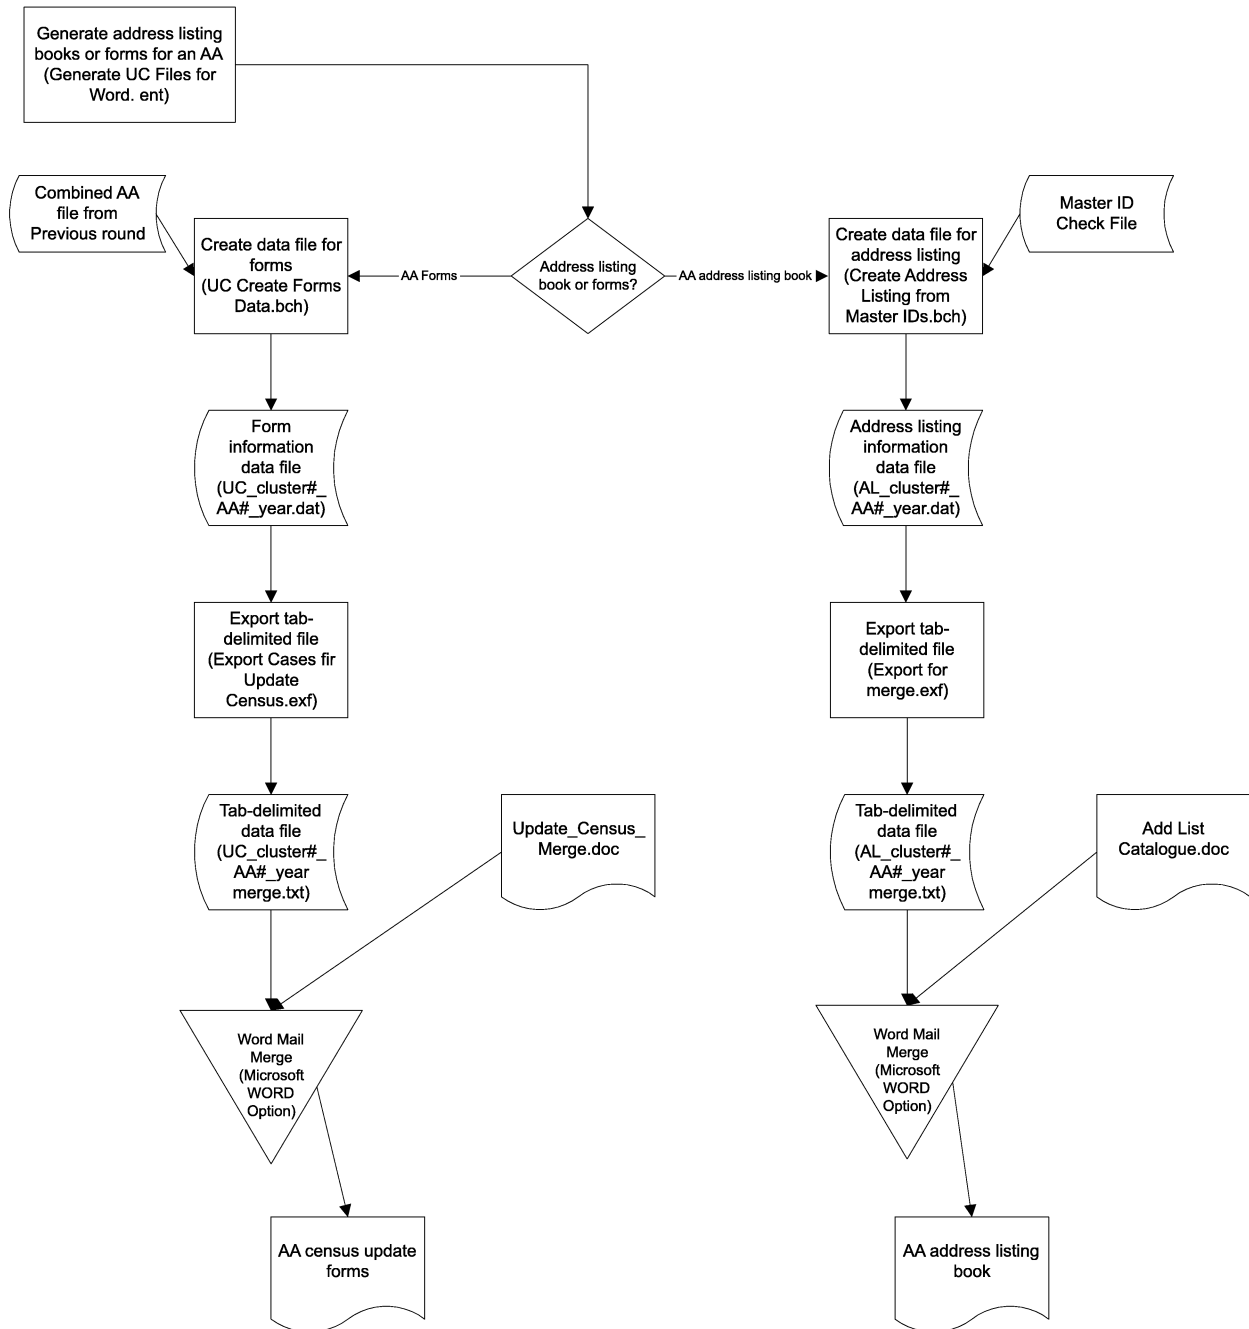 Generate address listing
books or forms for an AA
(Generate UC Files for
Word. ent)
Combined AA
file from
Previous round
Create data file for
forms
(UC Create Forms
Data.bch)
AA Forms
Address listing
book or forms?
AA address listing book
Create data file for
address listing
(Create Address
Listing from
Master IDs.bch)
Master ID
Check File
Form
information
data file
(UC_cluster#_
AA#_year.dat)
Address listing
information
data file
(AL_cluster#_
AA#_year.dat)
Export tab-
delimited file
(Export Cases fir
Update
Census.exf)
Export tab-
delimited file
(Export for
merge.exf)
Tab-delimited
data file
(UC_cluster#_
AA#_year
merge.txt)
Update_Census_
Merge.doc
Tab-delimited
data file
(AL_cluster#_
AA#_year
merge.txt)
Add List
Catalogue.doc
Word Mail
Merge
(Microsoft
WORD
Option)
Word Mail
Merge
(Microsoft
WORD
Option)
AA census update
forms
AA address listing
book